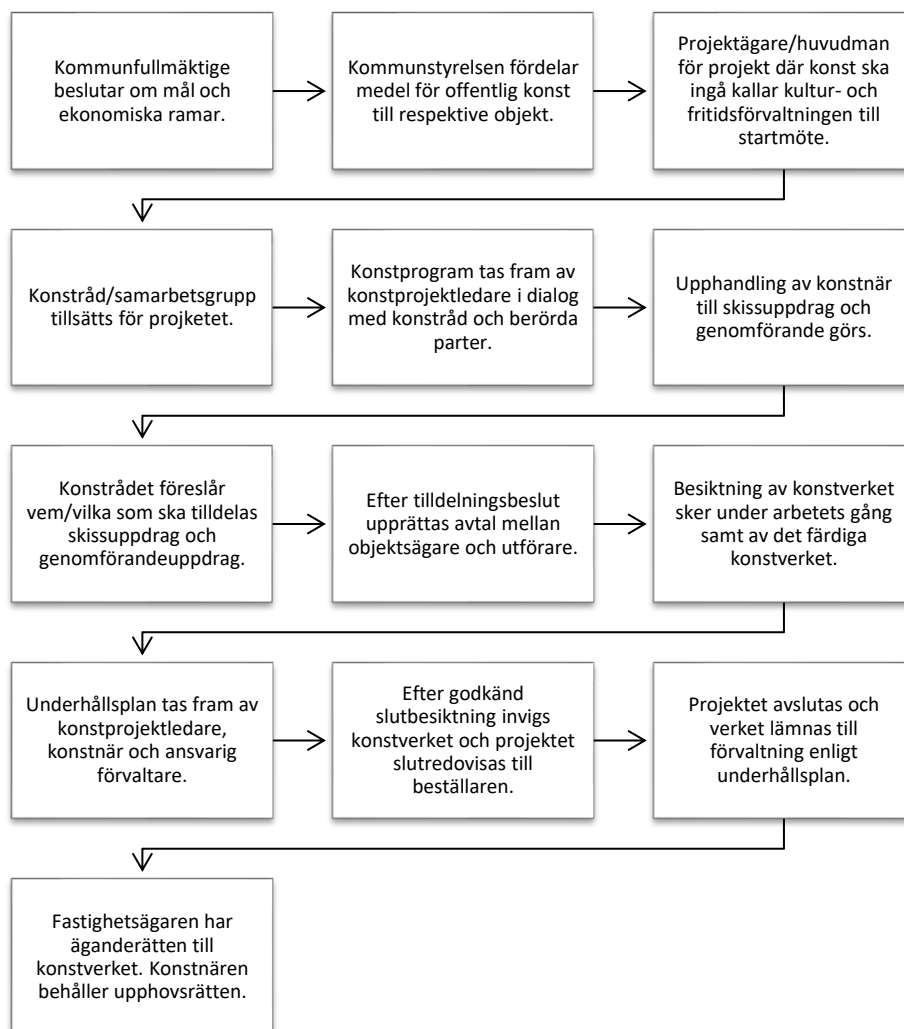 Kommunfullmäktige
beslutar om mål och
ekonomiska ramar.
Kommunstyrelsen fördelar
medel för offentlig konst
till respektive objekt.
Projektägare/huvudman
för projekt där konst ska
ingå kallar kultur- och
fritidsförvaltningen till
startmöte.
Konstråd/samarbetsgrupp
tillsätts för projketet.
Konstprogram tas fram av
konstprojektledare i dialog
med konstråd och berörda
parter.
Upphandling av konstnär
till skissuppdrag och
genomförande görs.
Konstrådet föreslår
vem/vilka som ska tilldelas
skissuppdrag och
genomförandeuppdrag.
Efter tilldelningsbeslut
upprättas avtal mellan
objektsägare och utförare.
Besiktning av konstverket
sker under arbetets gång
samt av det färdiga
konstverket.
Underhållsplan tas fram av
konstprojektledare,
konstnär och ansvarig
förvaltare.
Efter godkänd
slutbesiktning invigs
konstverket och projektet
slutredovisas till
beställaren.
Projektet avslutas och
verket lämnas till
förvaltning enligt
underhållsplan.
Fastighetsägaren har
äganderätten till
konstverket. Konstnären
behåller upphovsrätten.